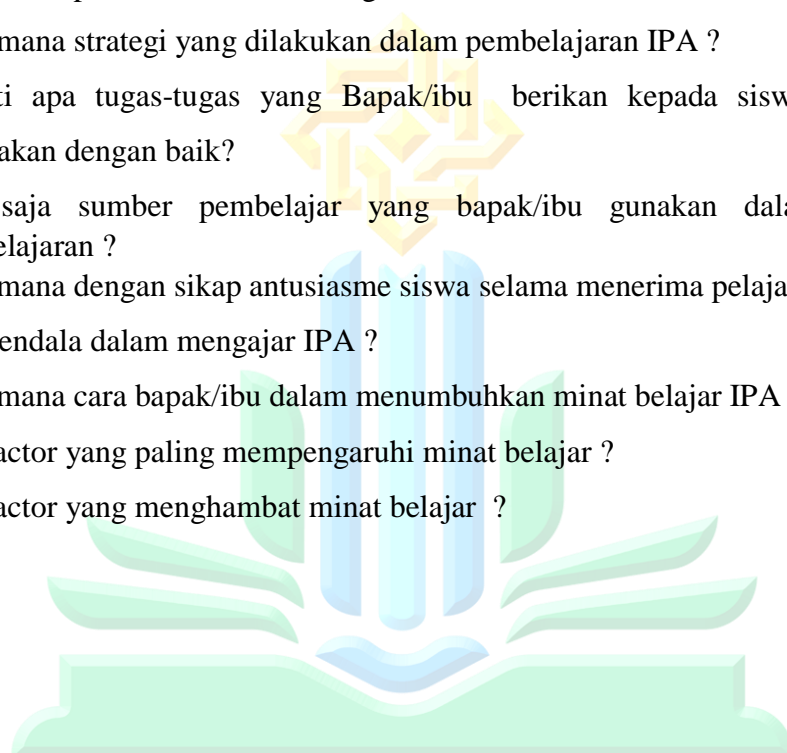 mana strategi yang dilakukan dalam pembelajaran IPA ?
ti apa tugas-tugas yang Bapak/ibu berikan kepada sisw
akan dengan baik?
saja sumber pembelajar yang bapak/ibu gunakan dala
elajaran ?
mana dengan sikap antusiasme siswa selama menerima pelaja
endala dalam mengajar IPA ?
mana cara bapak/ibu dalam menumbuhkan minat belajar IPA
actor yang paling mempengaruhi minat belajar ?
actor yang menghambat minat belajar ?